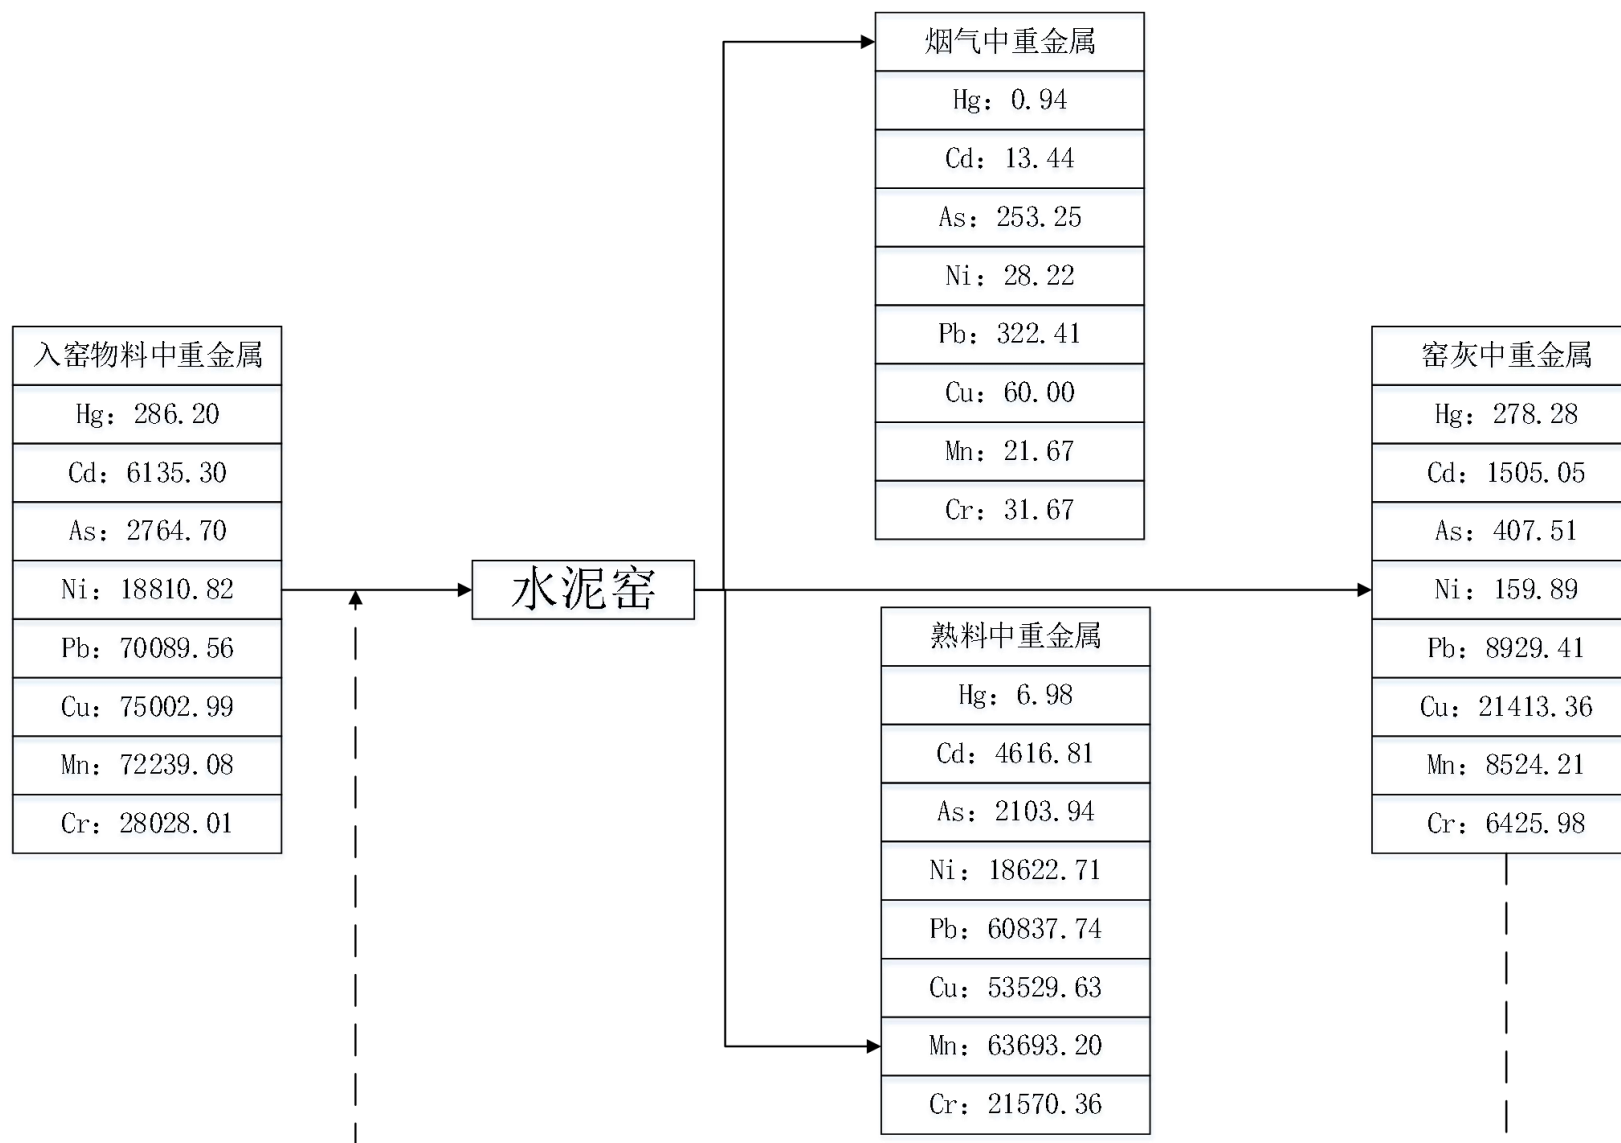 烟气中重金属
Hg：0.94
Cd：13.44
As：253.25
Ni：28.22
Pb：322.41
Cu：60.00
Mn：21.67
Cr：31.67
入窑物料中重金属
Hg：286.20
Cd：6135.30
As：2764.70
Ni：18810.82
Pb：70089.56
Cu：75002.99
Mn：72239.08
Cr：28028.01
水泥窑
熟料中重金属
Hg：6.98
Cd：4616.81
As：2103.94
Ni：18622.71
Pb：60837.74
Cu：53529.63
Mn：63693.20
Cr：21570.36
窑灰中重金属
Hg：278.28
Cd：1505.05
As：407.51
Ni：159.89
Pb：8929.41
Cu：21413.36
Mn：8524.21
Cr：6425.98